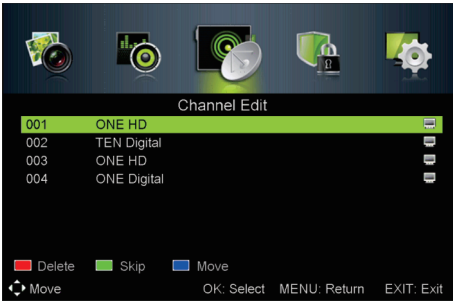 Channel Edit
001 ONE HD
002 TEN Digital
003 ONE HD
004 ONE Digital
Delete Skip Move
Move OK: Select MENU: Return EXIT: Exit